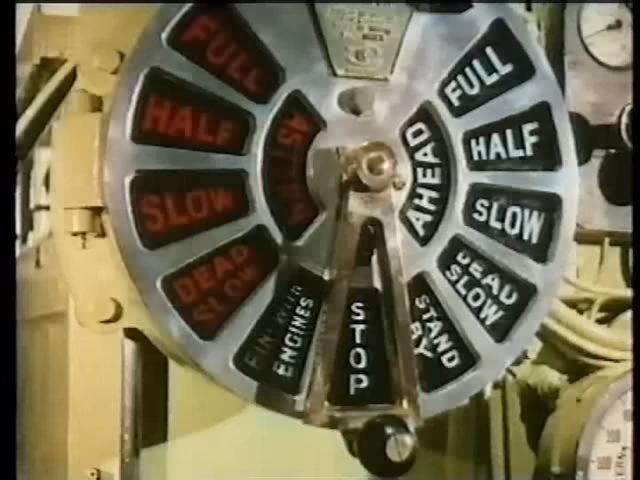 FULL
HALF
SLOW
DEAD
SLOW
ASTERN
ENGINES
STOP
STAND
BY
DEAD
SLOW
SLOW
HALF
FULL
AHEAD